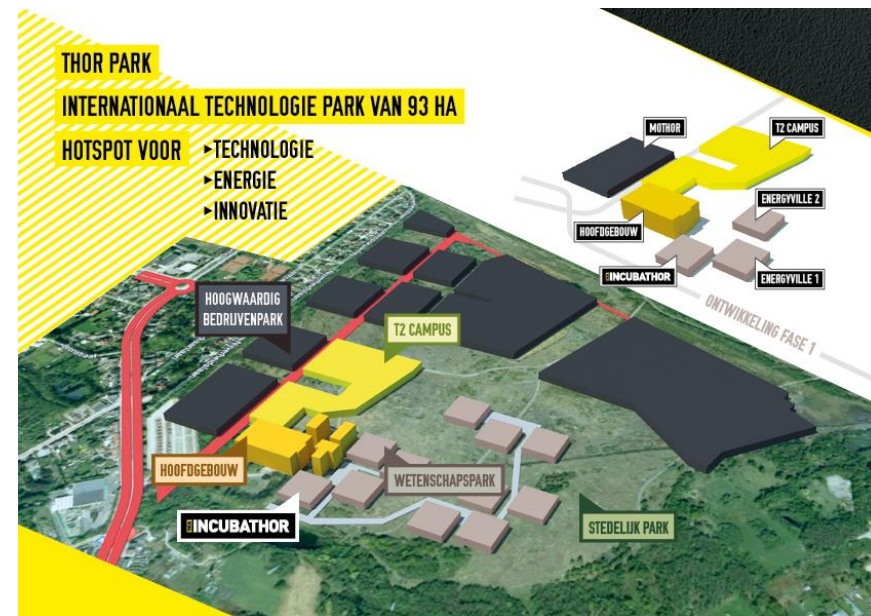 THOR PARK
INTERNATIONAAL TECHNOLOGIE PARK VAN 93 HA
HOTSPOT VOOR
▸TECHNOLOGIE
▸ENERGIE
▸INNOVATIE
MOTHOR
T2 CAMPUS
ENERGYVILLE 2
HOOFDGEBOUW
INCUBATHOR
ENERGYVILLE 1
ONTWIKKELING FASE 1
HOOGWAARDIG
BEDRIJVENPARK
T2 CAMPUS
HOOFDGEBOUW
WETENSCHAPSPARK
INCUBATHOR
STEDELIJK PARK